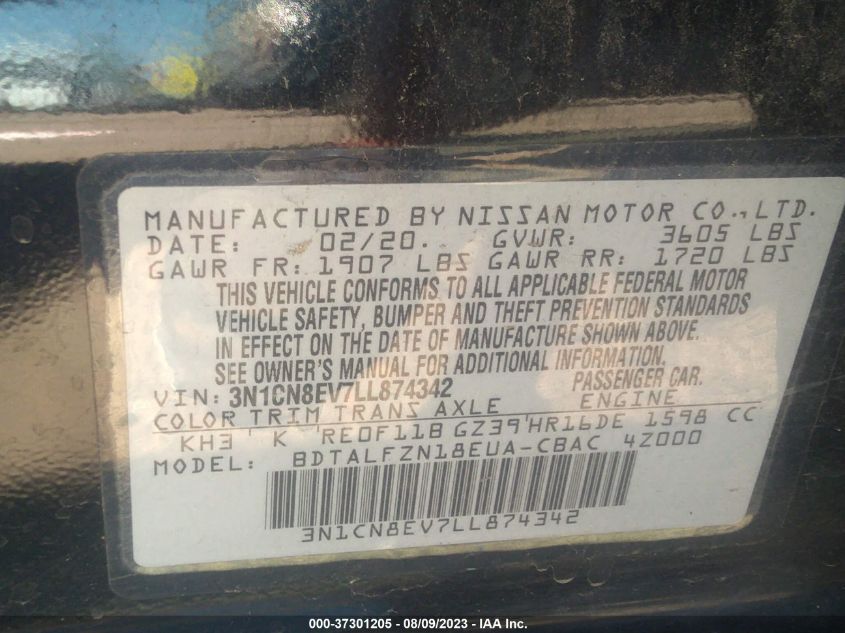 MANUFACTURED BY NISSAN MOTOR CO., LTD.
DATE: 02/20. GVWR: 3605 LBS
GAWR FR: 1907 LBS GAWR RR: 1720 LBS
THIS VEHICLE CONFORMS TO ALL APPLICABLE FEDERAL MOTOR
VEHICLE SAFETY, BUMPER AND THEFT PREVENTION STANDARDS
IN EFFECT ON THE DATE OF MANUFACTURE SHOWN ABOVE.
SEE OWNER'S MANUAL FOR ADDITIONAL INFORMATION.
VIN: 3N1CN8EV7LL874342 PASSENGER CAR.
COLOR TRIM TRANS AXLE ENGINE
KH3 ' K 'RE0F11B GZ39'HR16DE 1598 CC
MODEL: BDTALFZN18EUA-CBAC 4Z000
3N1CN8EV7LL874342
000-37301205 - 08/09/2023 - IAA Inc.